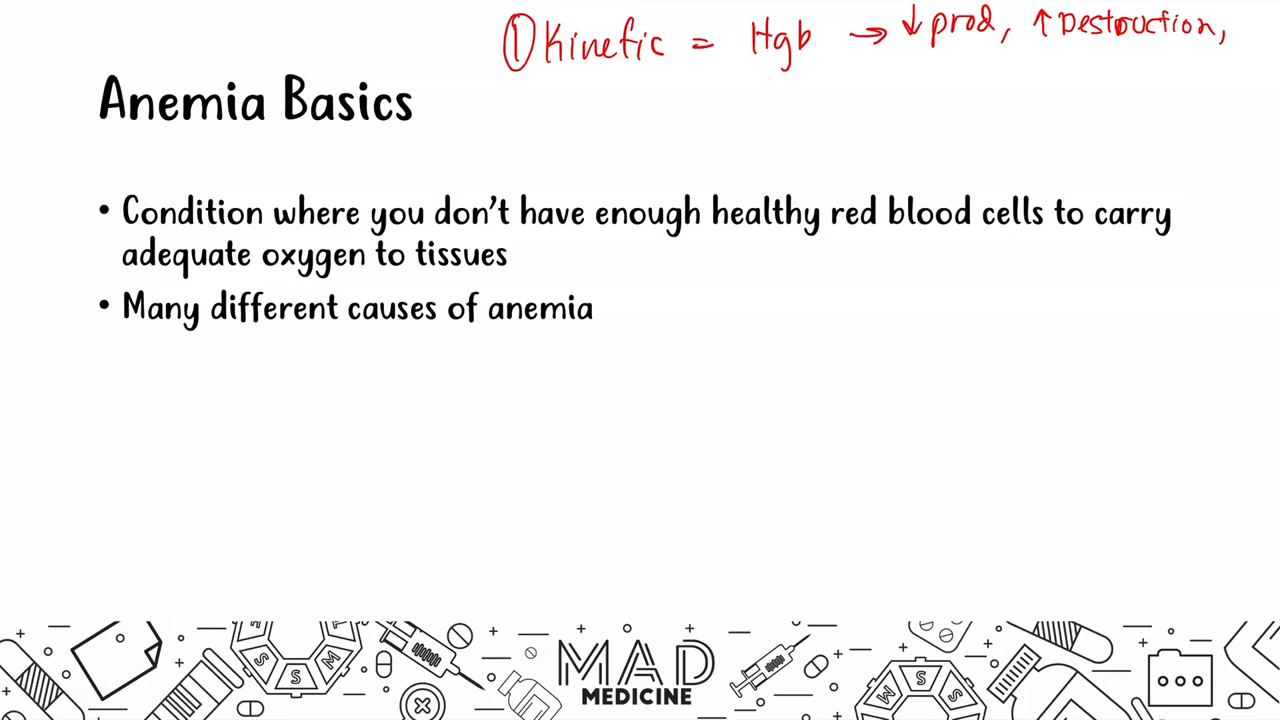 ① Kinetic = Hgb → ↓ prod, ↑ Destruction,
Anemia Basics
• Condition where you don't have enough healthy red blood cells to carry
adequate oxygen to tissues
• Many different causes of anemia
S S M
MAD
MEDICINE
M S S